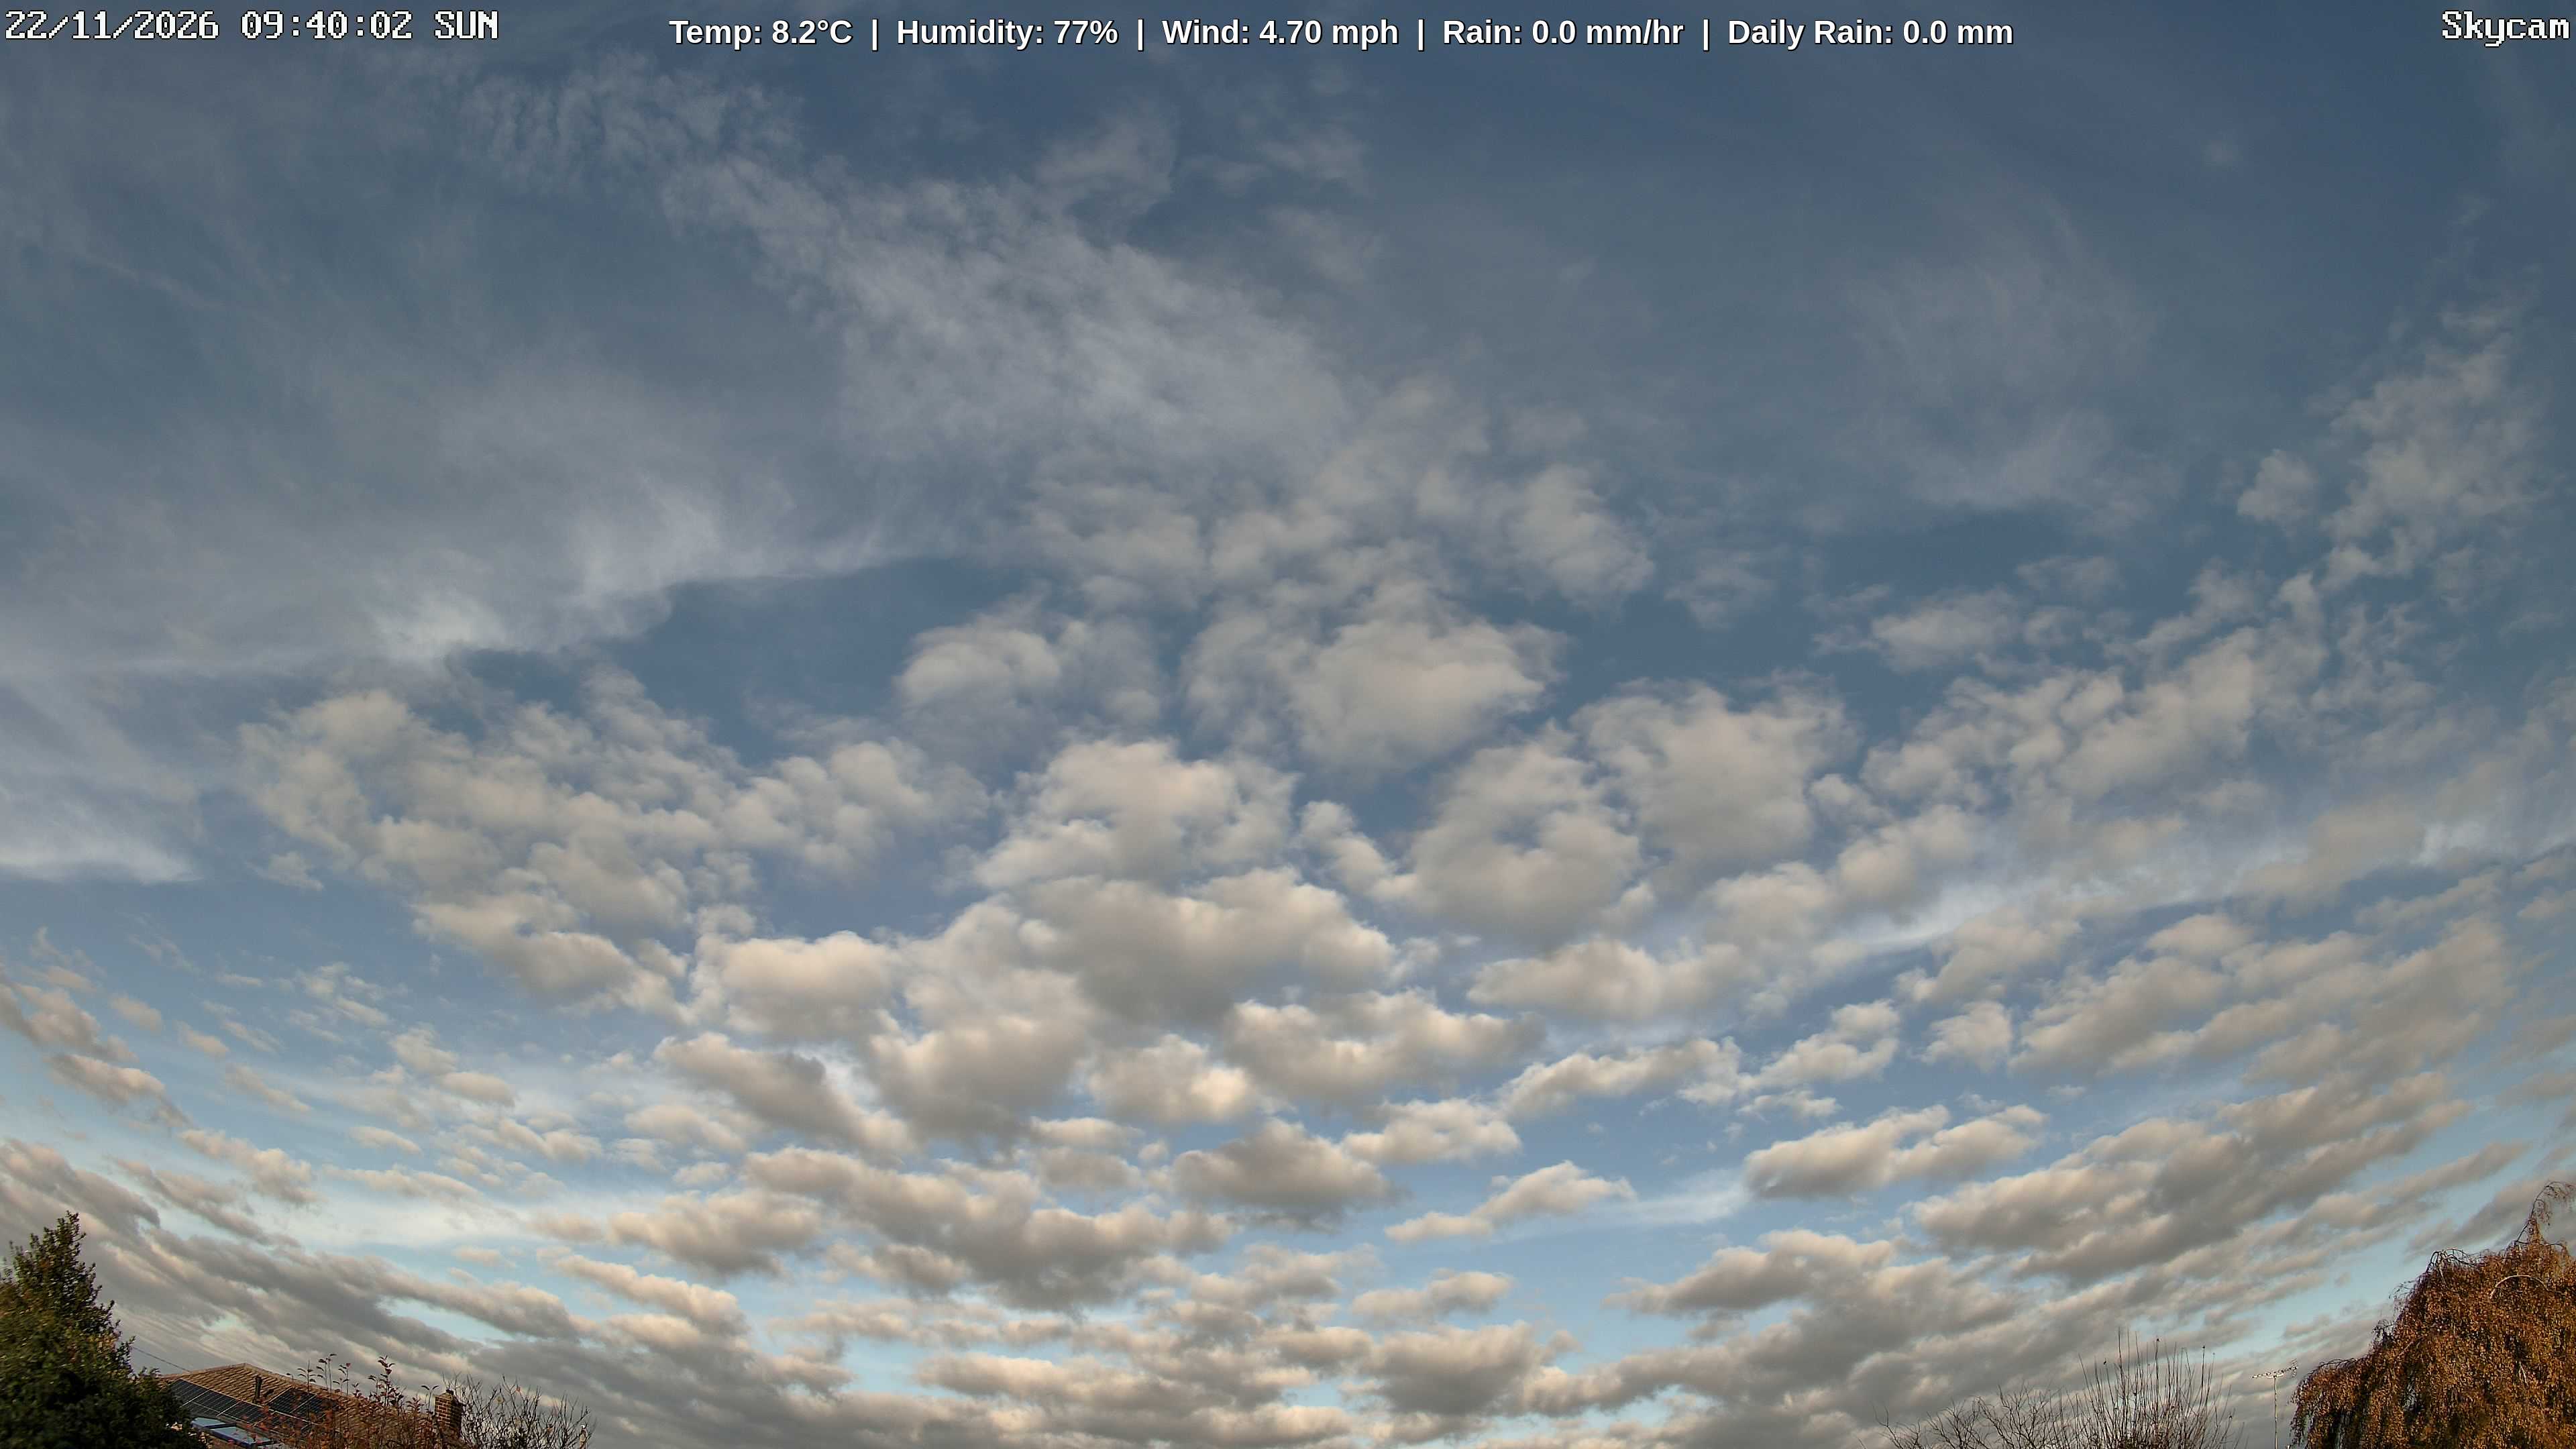 22/11/2026 09:40:02 SUN
Temp: 8.2°C | Humidity: 77% | Wind: 4.70 mph | Rain: 0.0 mm/hr | Daily Rain: 0.0 mm
Skycam